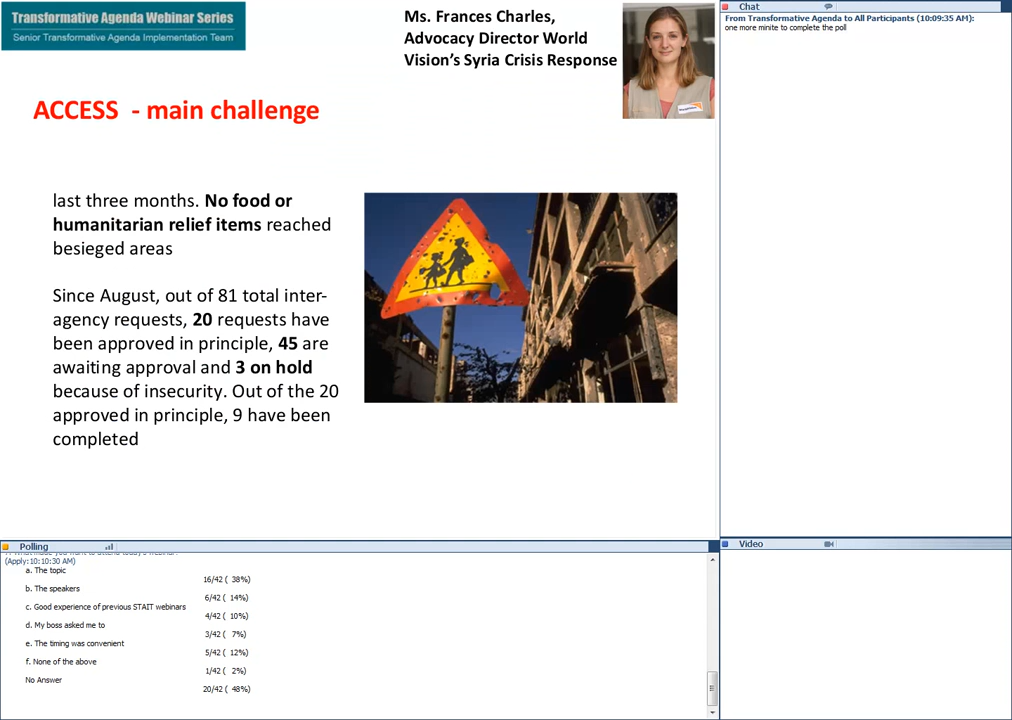 Transformative Agenda Webinar Series
Senior Transformative Agenda Implementation Team
Ms. Frances Charles,
Advocacy Director World
Vision's Syria Crisis Response
ACCESS - main challenge
last three months. No food or
humanitarian relief items reached
besieged areas
Since August, out of 81 total inter-
agency requests, 20 requests have
been approved in principle, 45 are
awaiting approval and 3 on hold
because of insecurity. Out of the 20
approved in principle, 9 have been
completed
Chat
From Transformative Agenda to All Participants (10:09:35 AM):
one more minite to complete the poll
Polling
(Apply:10:10:30 AM)
a. The topic
16/42 ( 38%)
b. The speakers
6/42 ( 14%)
c. Good experience of previous STAIT webinars
4/42 ( 10%)
d. My boss asked me to
3/42 ( 7%)
e. The timing was convenient
5/42 ( 12%)
f. None of the above
1/42 ( 2%)
No Answer
20/42 ( 48%)
Video